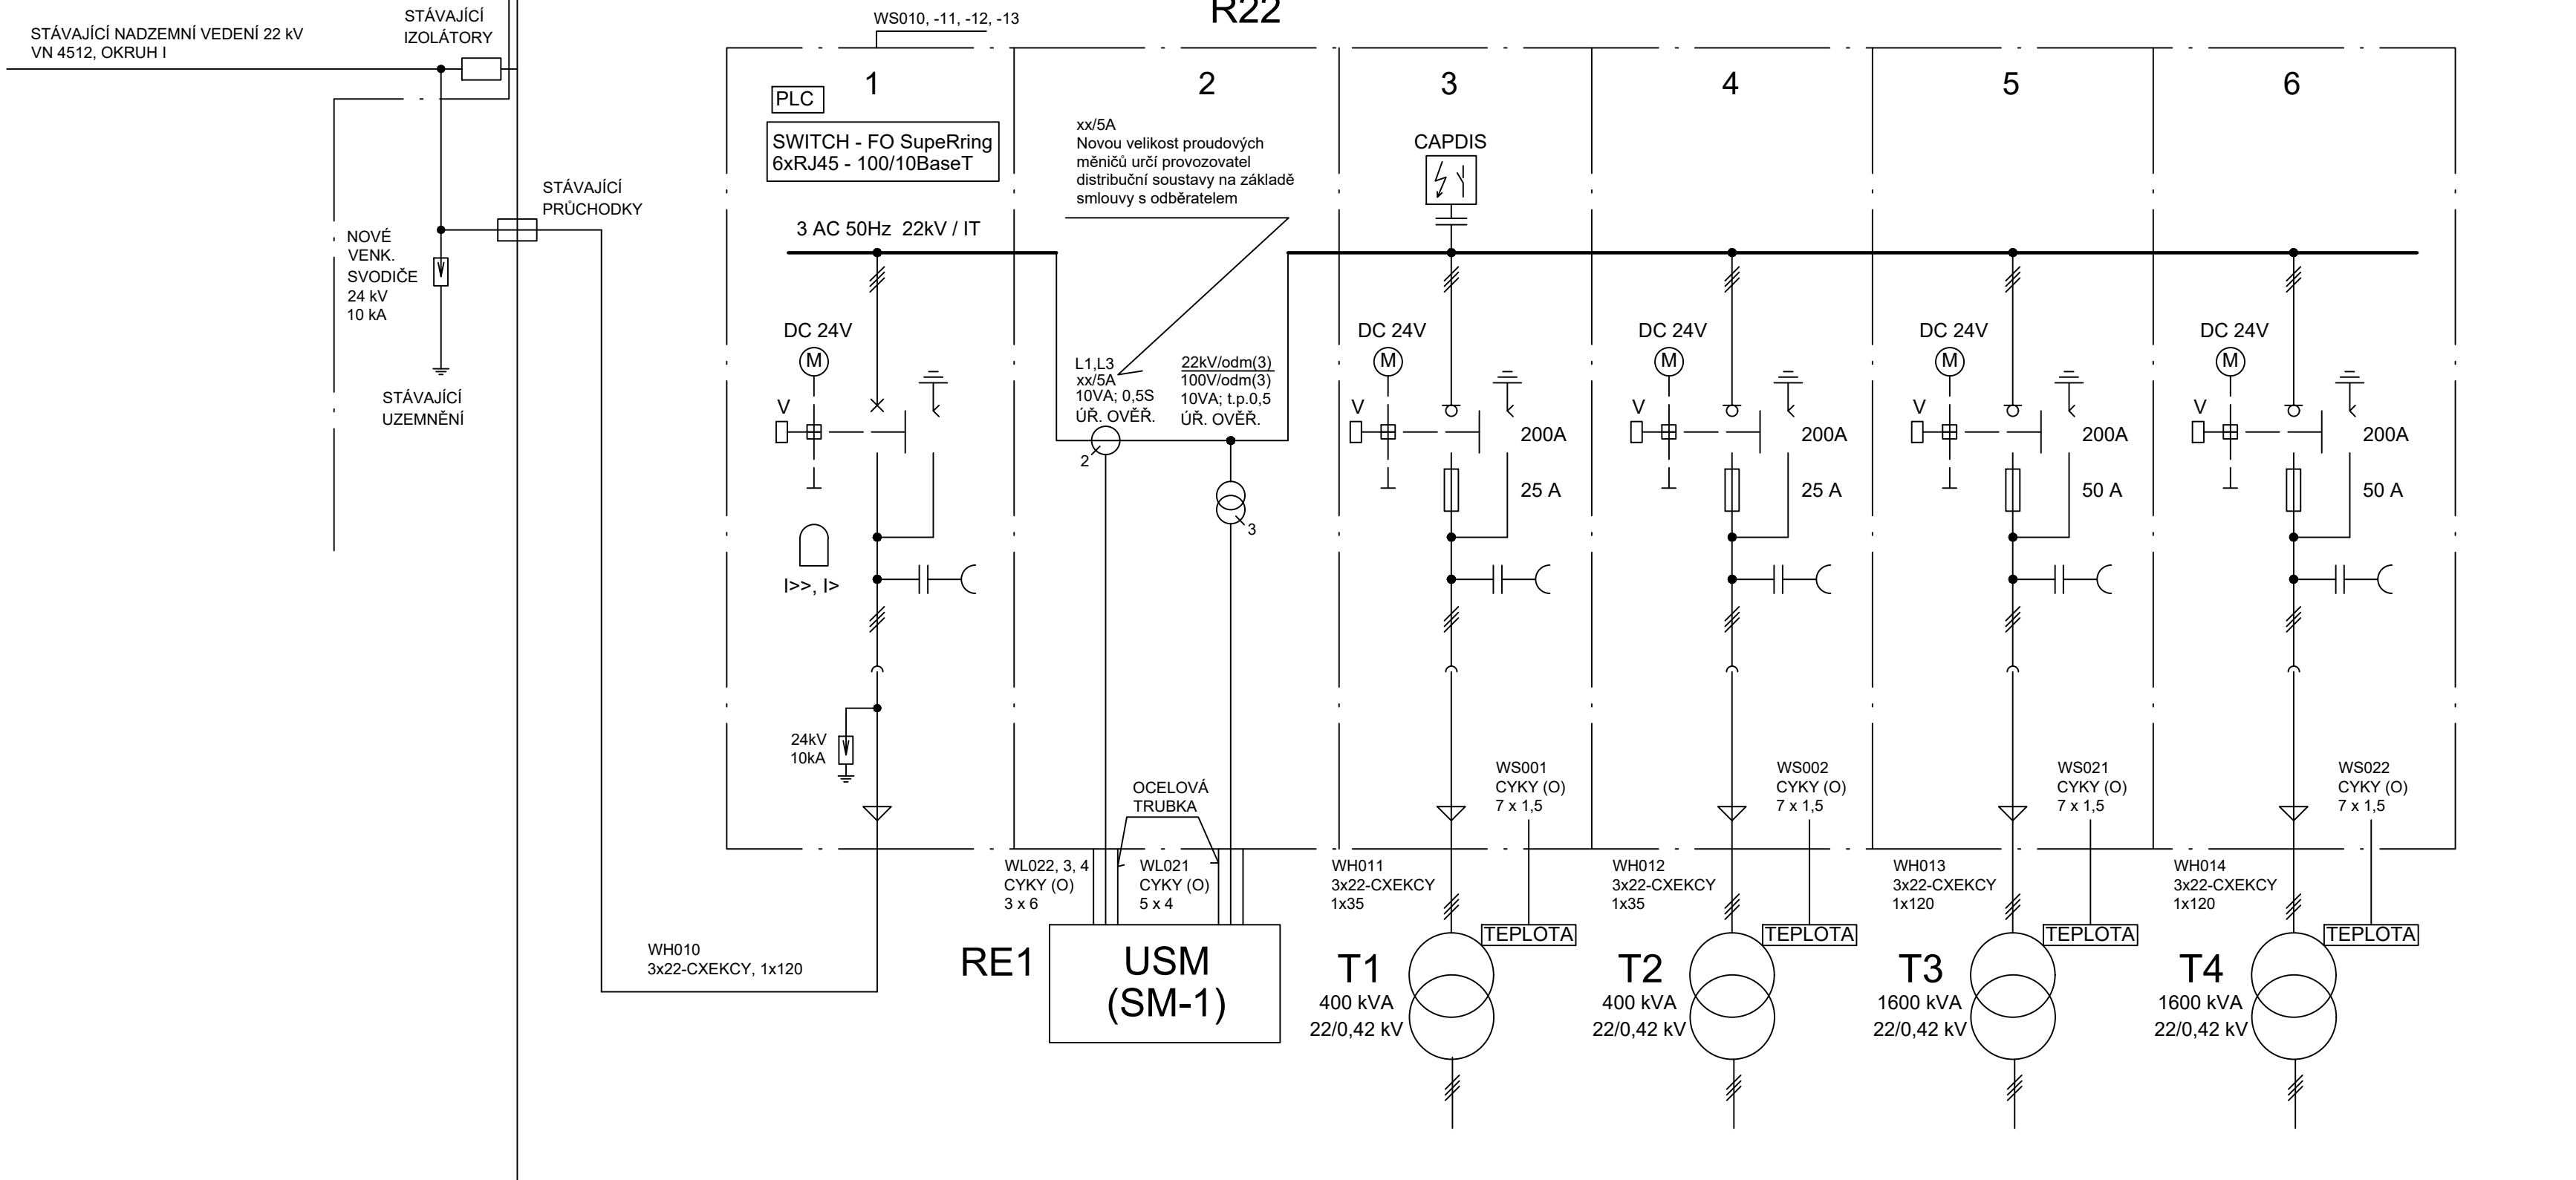 R22
STÁVAJÍCÍ NADZEMNÍ VEDENÍ 22 kV
VN 4512, OKRUH I
STÁVAJÍCÍ
IZOLÁTORY
STÁVAJÍCÍ
PRŮCHODKY
NOVÉ
VENK.
SVODIČE
24 kV
10 kA
STÁVAJÍCÍ
UZEMNĚNÍ
WS010, -11, -12, -13
1
PLC
SWITCH - FO SupeRring
6xRJ45 - 100/10BaseT
3 AC 50Hz 22kV / IT
DC 24V
M
V
I>>, I>
24kV
10kA
WH010
3x22-CXEKCY, 1x120
2
xx/5A
Novou velikost proudových
měničů určí provozovatel
distribuční soustavy na základě
smlouvy s odběratelem
L1,L3
xx/5A
10VA; 0,5S
ÚŘ. OVĚŘ.
22kV/odm(3)
100V/odm(3)
10VA; t.p.0,5
ÚŘ. OVĚŘ.
2
3
OCELOVÁ
TRUBKA
WL022, 3, 4
CYKY (O)
3 x 6
WL021
CYKY (O)
5 x 4
RE1
USM
(SM-1)
3
CAPDIS
DC 24V
M
V
200A
25 A
WS001
CYKY (O)
7 x 1,5
WH011
3x22-CXEKCY
1x35
TEPLOTA
T1
400 kVA
22/0,42 kV
4
DC 24V
M
V
200A
25 A
WS002
CYKY (O)
7 x 1,5
WH012
3x22-CXEKCY
1x35
TEPLOTA
T2
400 kVA
22/0,42 kV
5
DC 24V
M
V
200A
50 A
WS021
CYKY (O)
7 x 1,5
WH013
3x22-CXEKCY
1x120
TEPLOTA
T3
1600 kVA
22/0,42 kV
6
DC 24V
M
V
200A
50 A
WS022
CYKY (O)
7 x 1,5
WH014
3x22-CXEKCY
1x120
TEPLOTA
T4
1600 kVA
22/0,42 kV